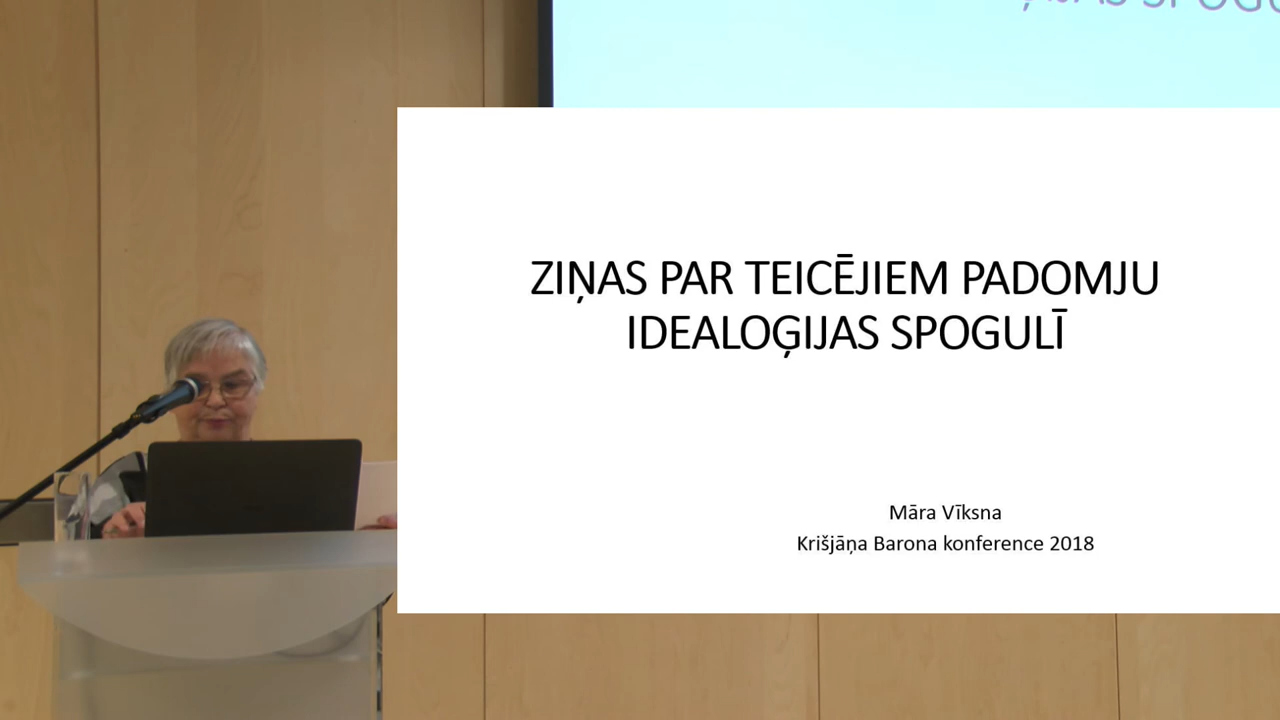 ZIŅAS PAR TEICĒJIEM PADOMJU
IDEALOĢIJAS SPOGULĪ
Māra Vīksna
Krišjāņa Barona konference 2018